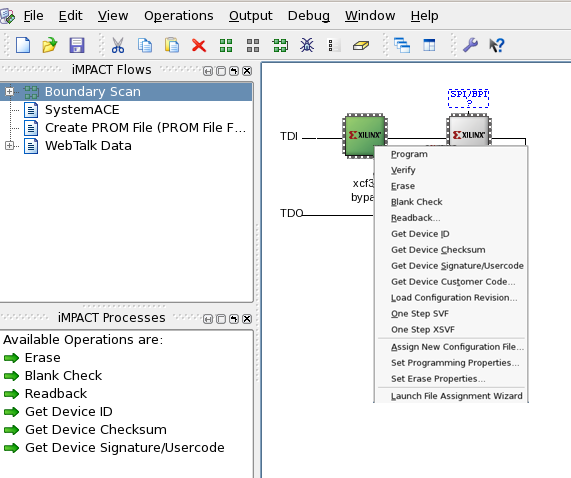 File Edit View Operations Output Debug Window Help
iMPACT Flows
Boundary Scan
SystemACE
Create PROM File (PROM File F...
WebTalk Data
iMPACT Processes
Available Operations are:
Erase
Blank Check
Readback
Get Device ID
Get Device Checksum
Get Device Signature/Usercode
SPI/BPI
?
TDI
XILINX
XILINX
xcf3
bypa
TDO
Program
Verify
Erase
Blank Check
Readback...
Get Device ID
Get Device Checksum
Get Device Signature/Usercode
Get Device Customer Code...
Load Configuration Revision...
One Step SVF
One Step XSVF
Assign New Configuration File...
Set Programming Properties...
Set Erase Properties...
Launch File Assignment Wizard